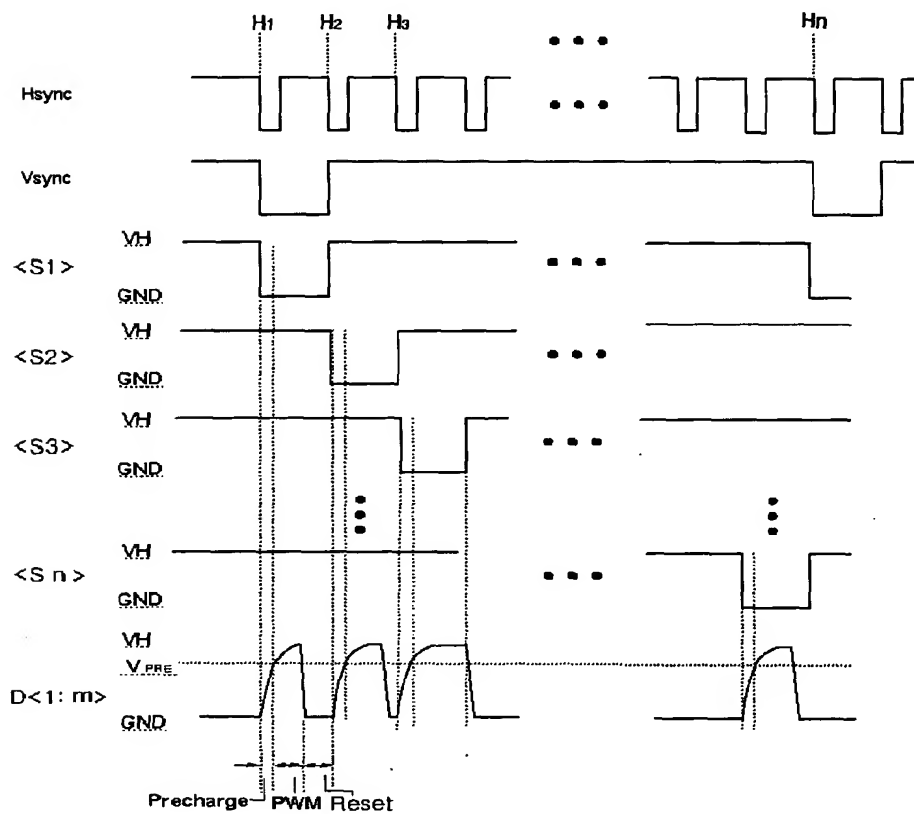 H1 H2 H3 Hn
Hsync
Vsync
VH
<S1>
GND
VH
<S2>
GND
VH
<S3>
GND
VH
<S n>
GND
VH
VPRE
D<1: m>
GND
Precharge PWM Reset